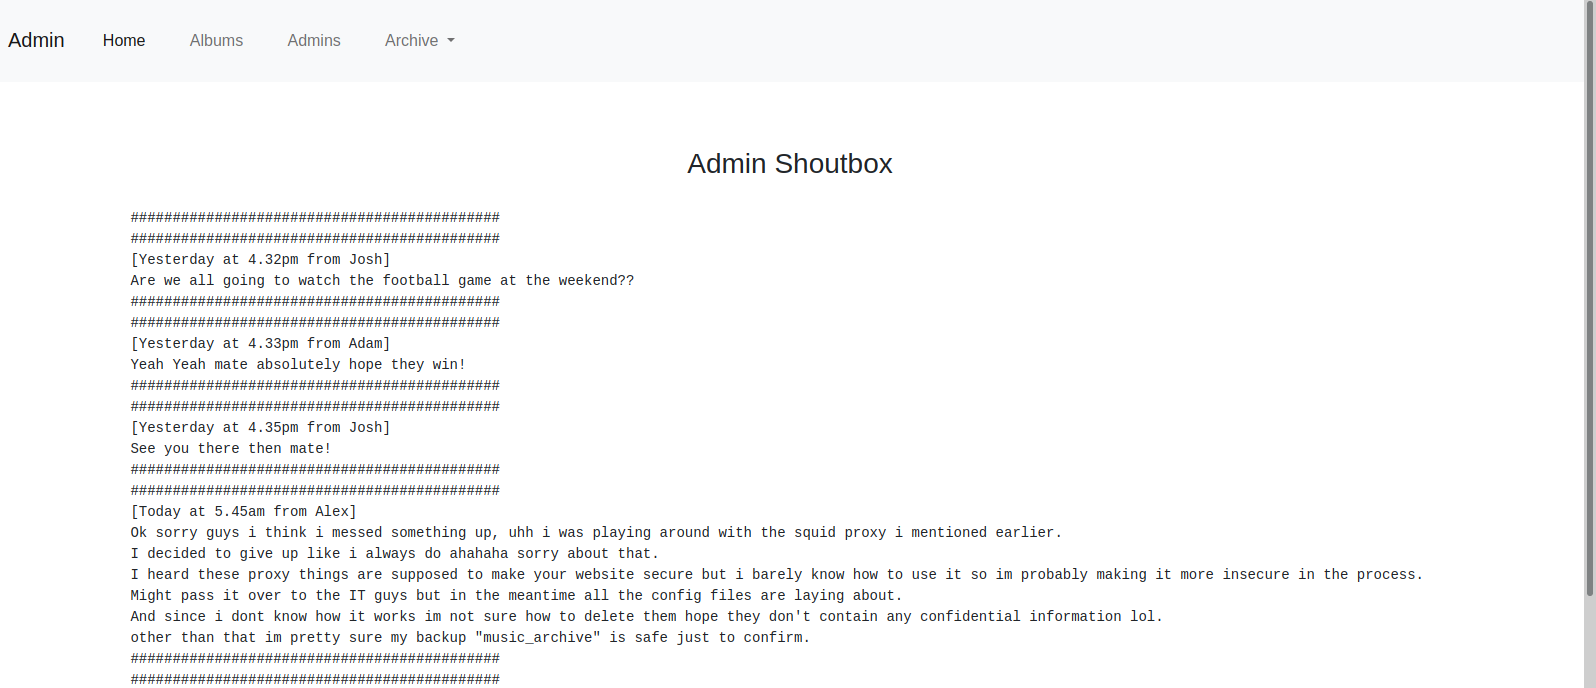 Admin Home Albums Admins Archive
Admin Shoutbox
############################################
############################################
[Yesterday at 4.32pm from Josh]
Are we all going to watch the football game at the weekend??
############################################
############################################
[Yesterday at 4.33pm from Adam]
Yeah Yeah mate absolutely hope they win!
############################################
############################################
[Yesterday at 4.35pm from Josh]
See you there then mate!
############################################
############################################
[Today at 5.45am from Alex]
Ok sorry guys i think i messed something up, uhh i was playing around with the squid proxy i mentioned earlier.
I decided to give up like i always do ahahaha sorry about that.
I heard these proxy things are supposed to make your website secure but i barely know how to use it so im probably making it more insecure in the process.
Might pass it over to the IT guys but in the meantime all the config files are laying about.
And since i dont know how it works im not sure how to delete them hope they don't contain any confidential information lol.
other than that im pretty sure my backup "music_archive" is safe just to confirm.
############################################
############################################